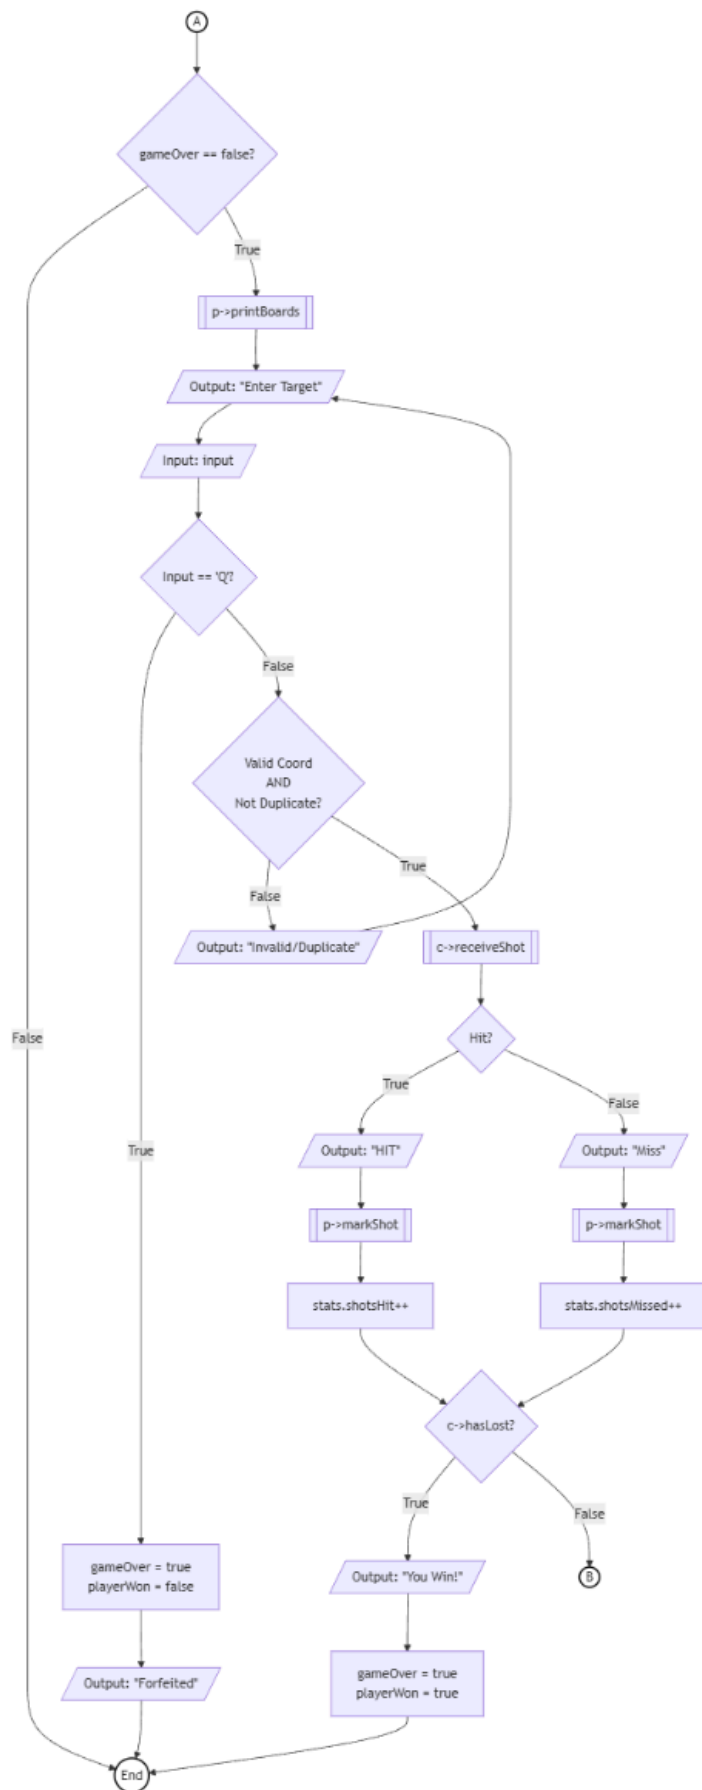 A
gameOver == false?
True
p->printBoards
Output: "Enter Target"
Input: input
Input == 'Q'?
False
Valid Coord
AND
Not Duplicate?
True
False
Output: "Invalid/Duplicate"
c->receiveShot
False
Hit?
True
False
Output: "HIT"
Output: "Miss"
True
p->markShot
p->markShot
stats.shotsHit++
stats.shotsMissed++
c->hasLost?
True
False
gameOver = true
playerWon = false
Output: "You Win!"
B
Output: "Forfeited"
gameOver = true
playerWon = true
End